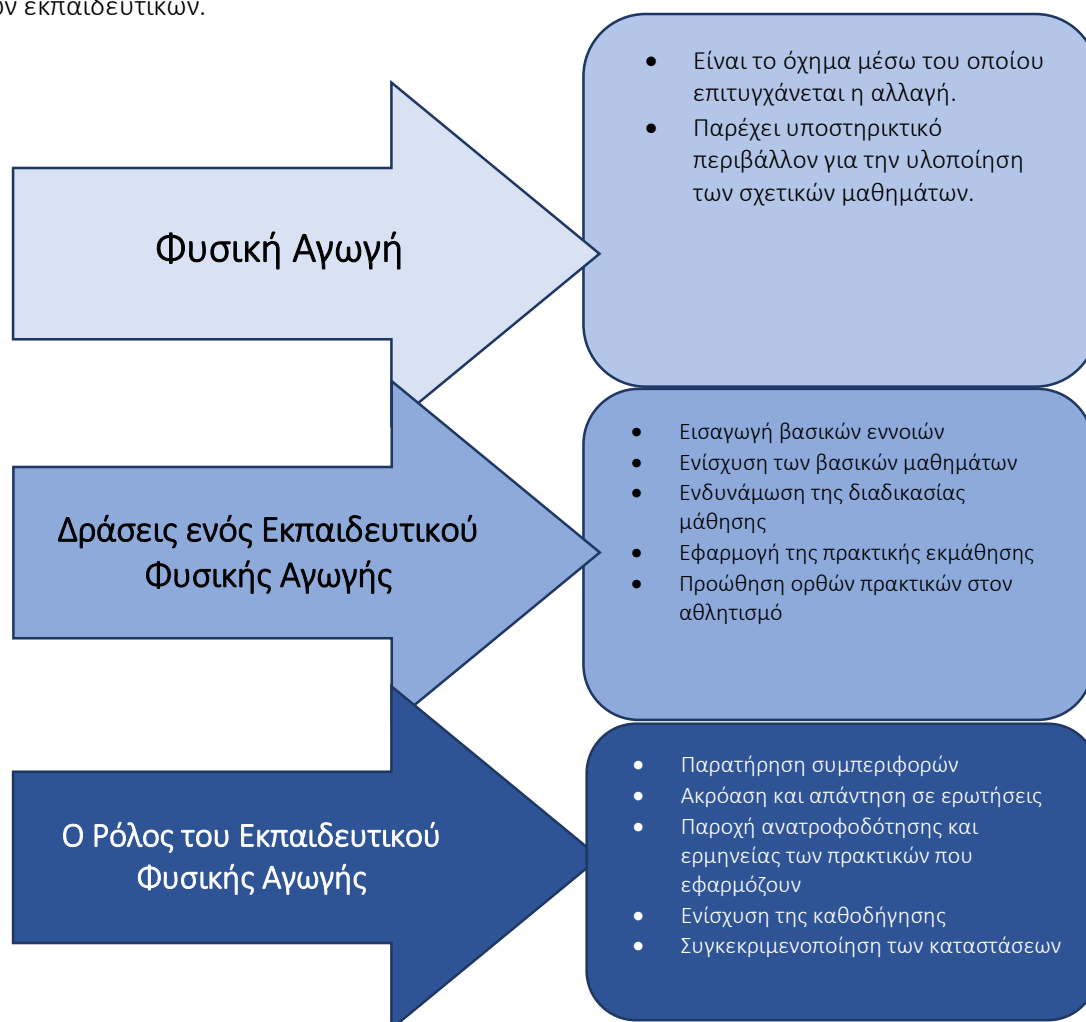 εκπαιδευτικών.
Φυσική Αγωγή
• Είναι το όχημα μέσω του οποίου
επιτυγχάνεται η αλλαγή.
• Παρέχει υποστηρικτικό
περιβάλλον για την υλοποίηση
των σχετικών μαθημάτων.
Δράσεις ενός Εκπαιδευτικού
Φυσικής Αγωγής
• Εισαγωγή βασικών εννοιών
• Ενίσχυση των βασικών μαθημάτων
• Ενδυνάμωση της διαδικασίας
μάθησης
• Εφαρμογή της πρακτικής εκμάθησης
• Προώθηση ορθών πρακτικών στον
αθλητισμό
Ο Ρόλος του Εκπαιδευτικού
Φυσικής Αγωγής
• Παρατήρηση συμπεριφορών
• Ακρόαση και απάντηση σε ερωτήσεις
• Παροχή ανατροφοδότησης και
ερμηνείας των πρακτικών που
εφαρμόζουν
• Ενίσχυση της καθοδήγησης
• Συγκεκριμενοποίηση των καταστάσεων